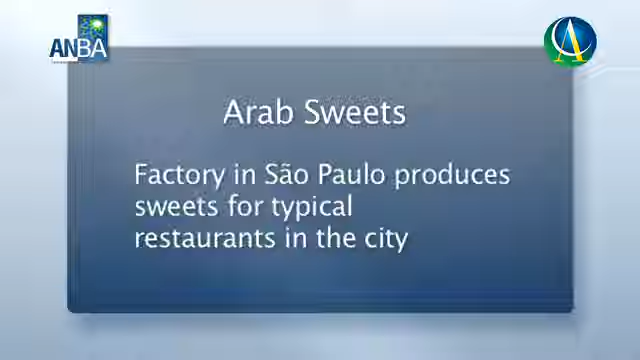 ANBA
Arab Sweets
Factory in São Paulo produces
sweets for typical
restaurants in the city